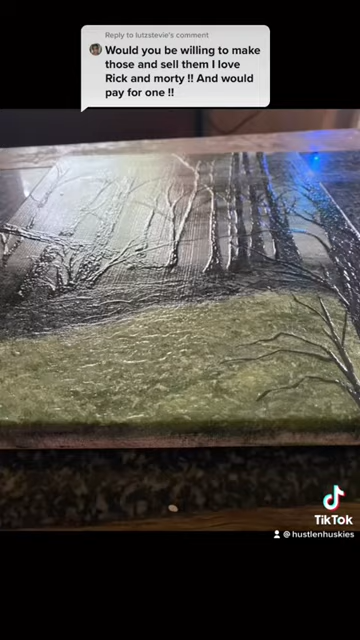 Reply to lutzstevie's comment
Would you be willing to make
those and sell them I love
Rick and morty !! And would
pay for one !!
TikTok
@hustlenhuskies